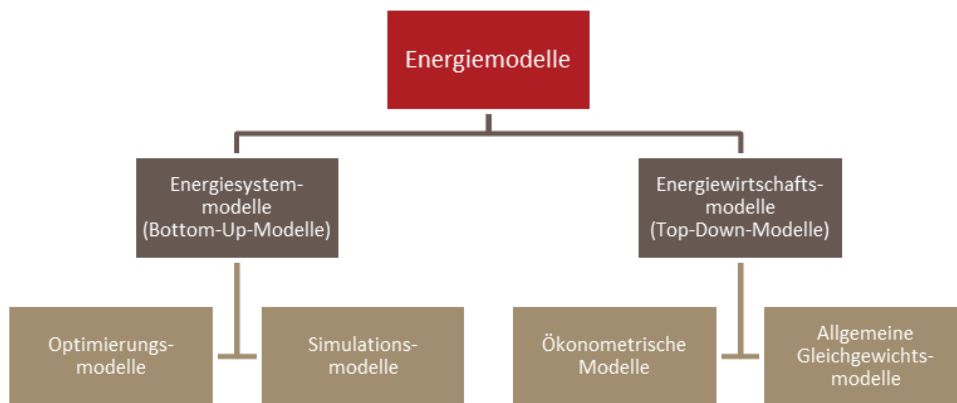 Energiemodelle
Energiesystem-
modelle
(Bottom-Up-Modelle)
Energiewirtschafts-
modelle
(Top-Down-Modelle)
Optimierungs-
modelle
Simulations-
modelle
Ökonometrische
Modelle
Allgemeine
Gleichgewichts-
modelle